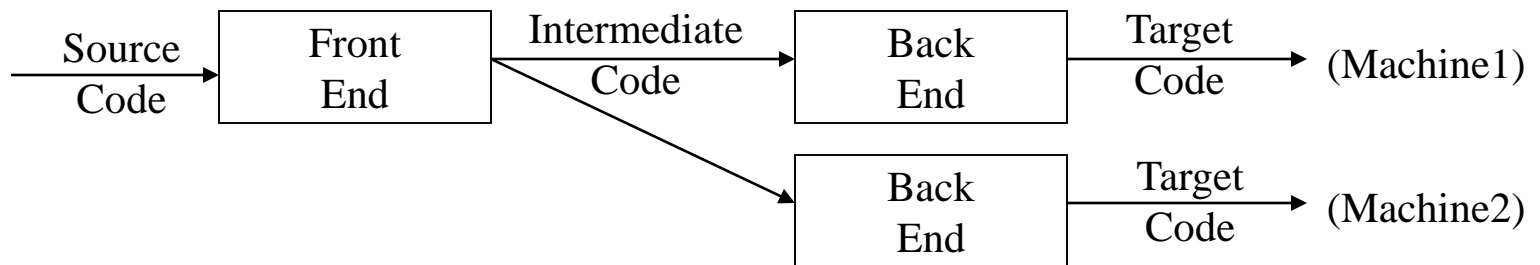 Source
Code
Front
End
Intermediate
Code
Back
End
Target
Code
(Machine1)
Back
End
Target
Code
(Machine2)